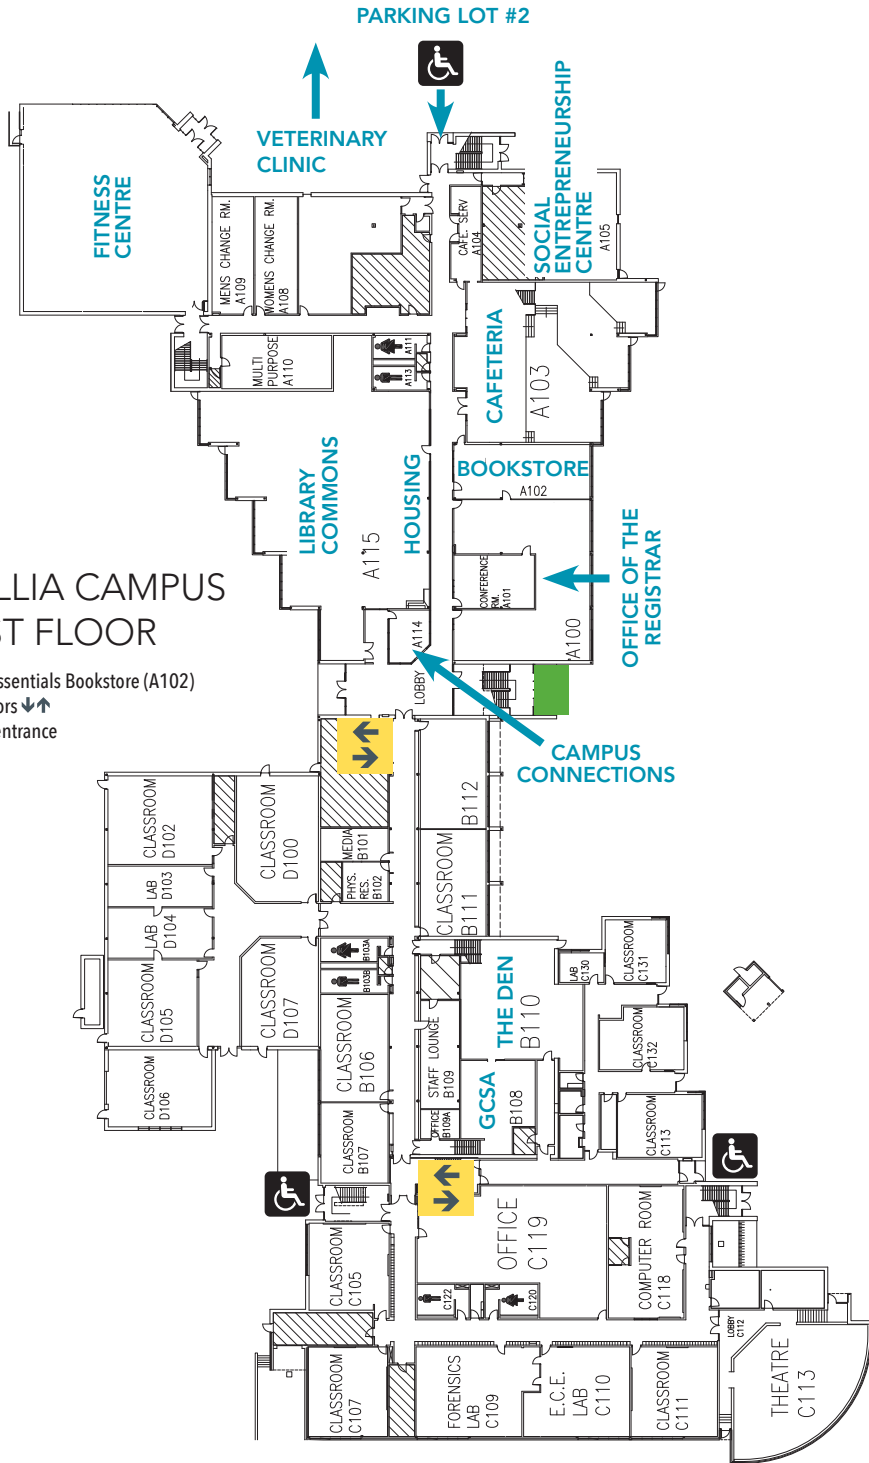 PARKING LOT #2
VETERINARY
CLINIC
SOCIAL
ENTREPRENEURSHIP
CENTRE
A105
FITNESS
CENTRE
MENS CHANGE RM.
A109
WOMENS CHANGE RM.
A108
CAFE. SERV
A104
MULTI
PURPOSE
A110
A111
A113
CAFETERIA
A103
LIBRARY
COMMONS
A115
HOUSING
BOOKSTORE
A102
CONFERENCE
RM.
A101
OFFICE OF THE
REGISTRAR
A100
LLIA CAMPUS
ST FLOOR
ssentials Bookstore (A102)
ors
entrance
A114
LOBBY
CAMPUS
CONNECTIONS
B112
CLASSROOM
D102
CLASSROOM
D100
MEDIA
B101
PHYS.
RES.
B102
CLASSROOM
B111
LAB
D103
LAB
D104
CLASSROOM
D105
CLASSROOM
D107
CLASSROOM
D106
B103A
B103B
CLASSROOM
B106
CLASSROOM
B107
STAFF LOUNGE
B109
OFFICE
B109A
THE DEN
B110
GCSA
B108
LAB
C130
CLASSROOM
C131
CLASSROOM
C132
CLASSROOM
C113
OFFICE
C119
COMPUTER ROOM
C118
CLASSROOM
C105
C122
C120
LOBBY
C112
CLASSROOM
C107
FORENSICS
LAB
C109
E.C.E.
LAB
C110
CLASSROOM
C111
THEATRE
C113